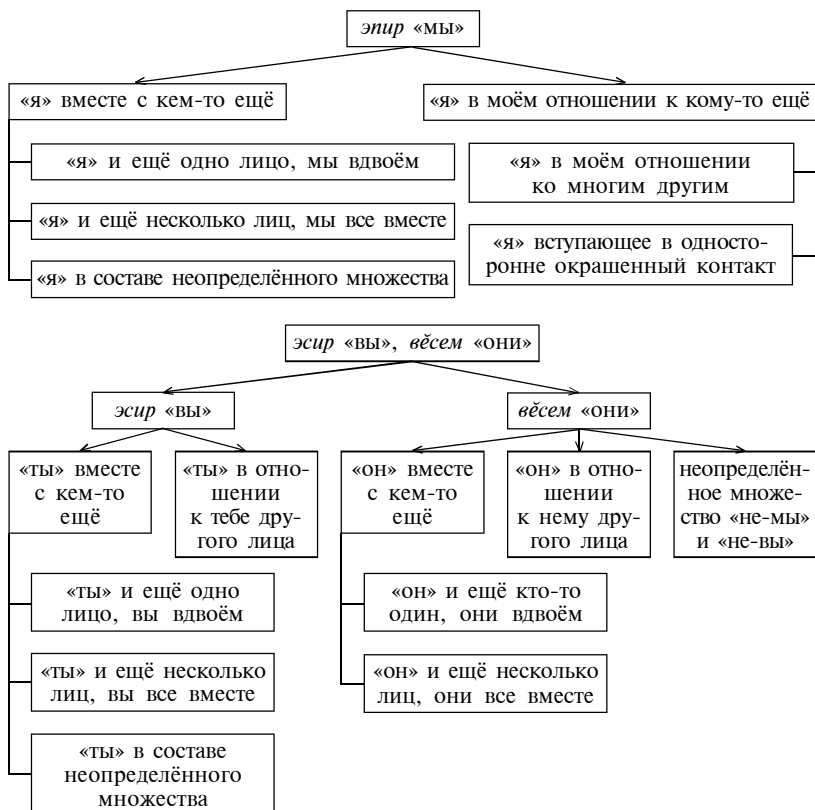 эпир «мы»
«я» вместе с кем-то ещё
«я» в моём отношении к кому-то ещё
«я» и ещё одно лицо, мы вдвоём
«я» и ещё несколько лиц, мы все вместе
«я» в составе неопределённого множества
«я» в моём отношении
ко многим другим
«я» вступающее в односто-
ронне окрашенный контакт
эсир «вы», вĕсем «они»
эсир «вы»
вĕсем «они»
«ты» вместе
с кем-то
ещё
«ты» в отно-
шении
к тебе дру-
гого лица
«он» вместе
с кем-то
ещё
«он» в отно-
шении
к нему дру-
гого лица
неопределён-
ное множе-
ство «не-мы»
и «не-вы»
«ты» и ещё одно
лицо, вы вдвоём
«ты» и ещё несколько
лиц, вы все вместе
«ты» в составе
неопределённого
множества
«он» и ещё кто-то
один, они вдвоём
«он» и ещё несколько
лиц, они все вместе